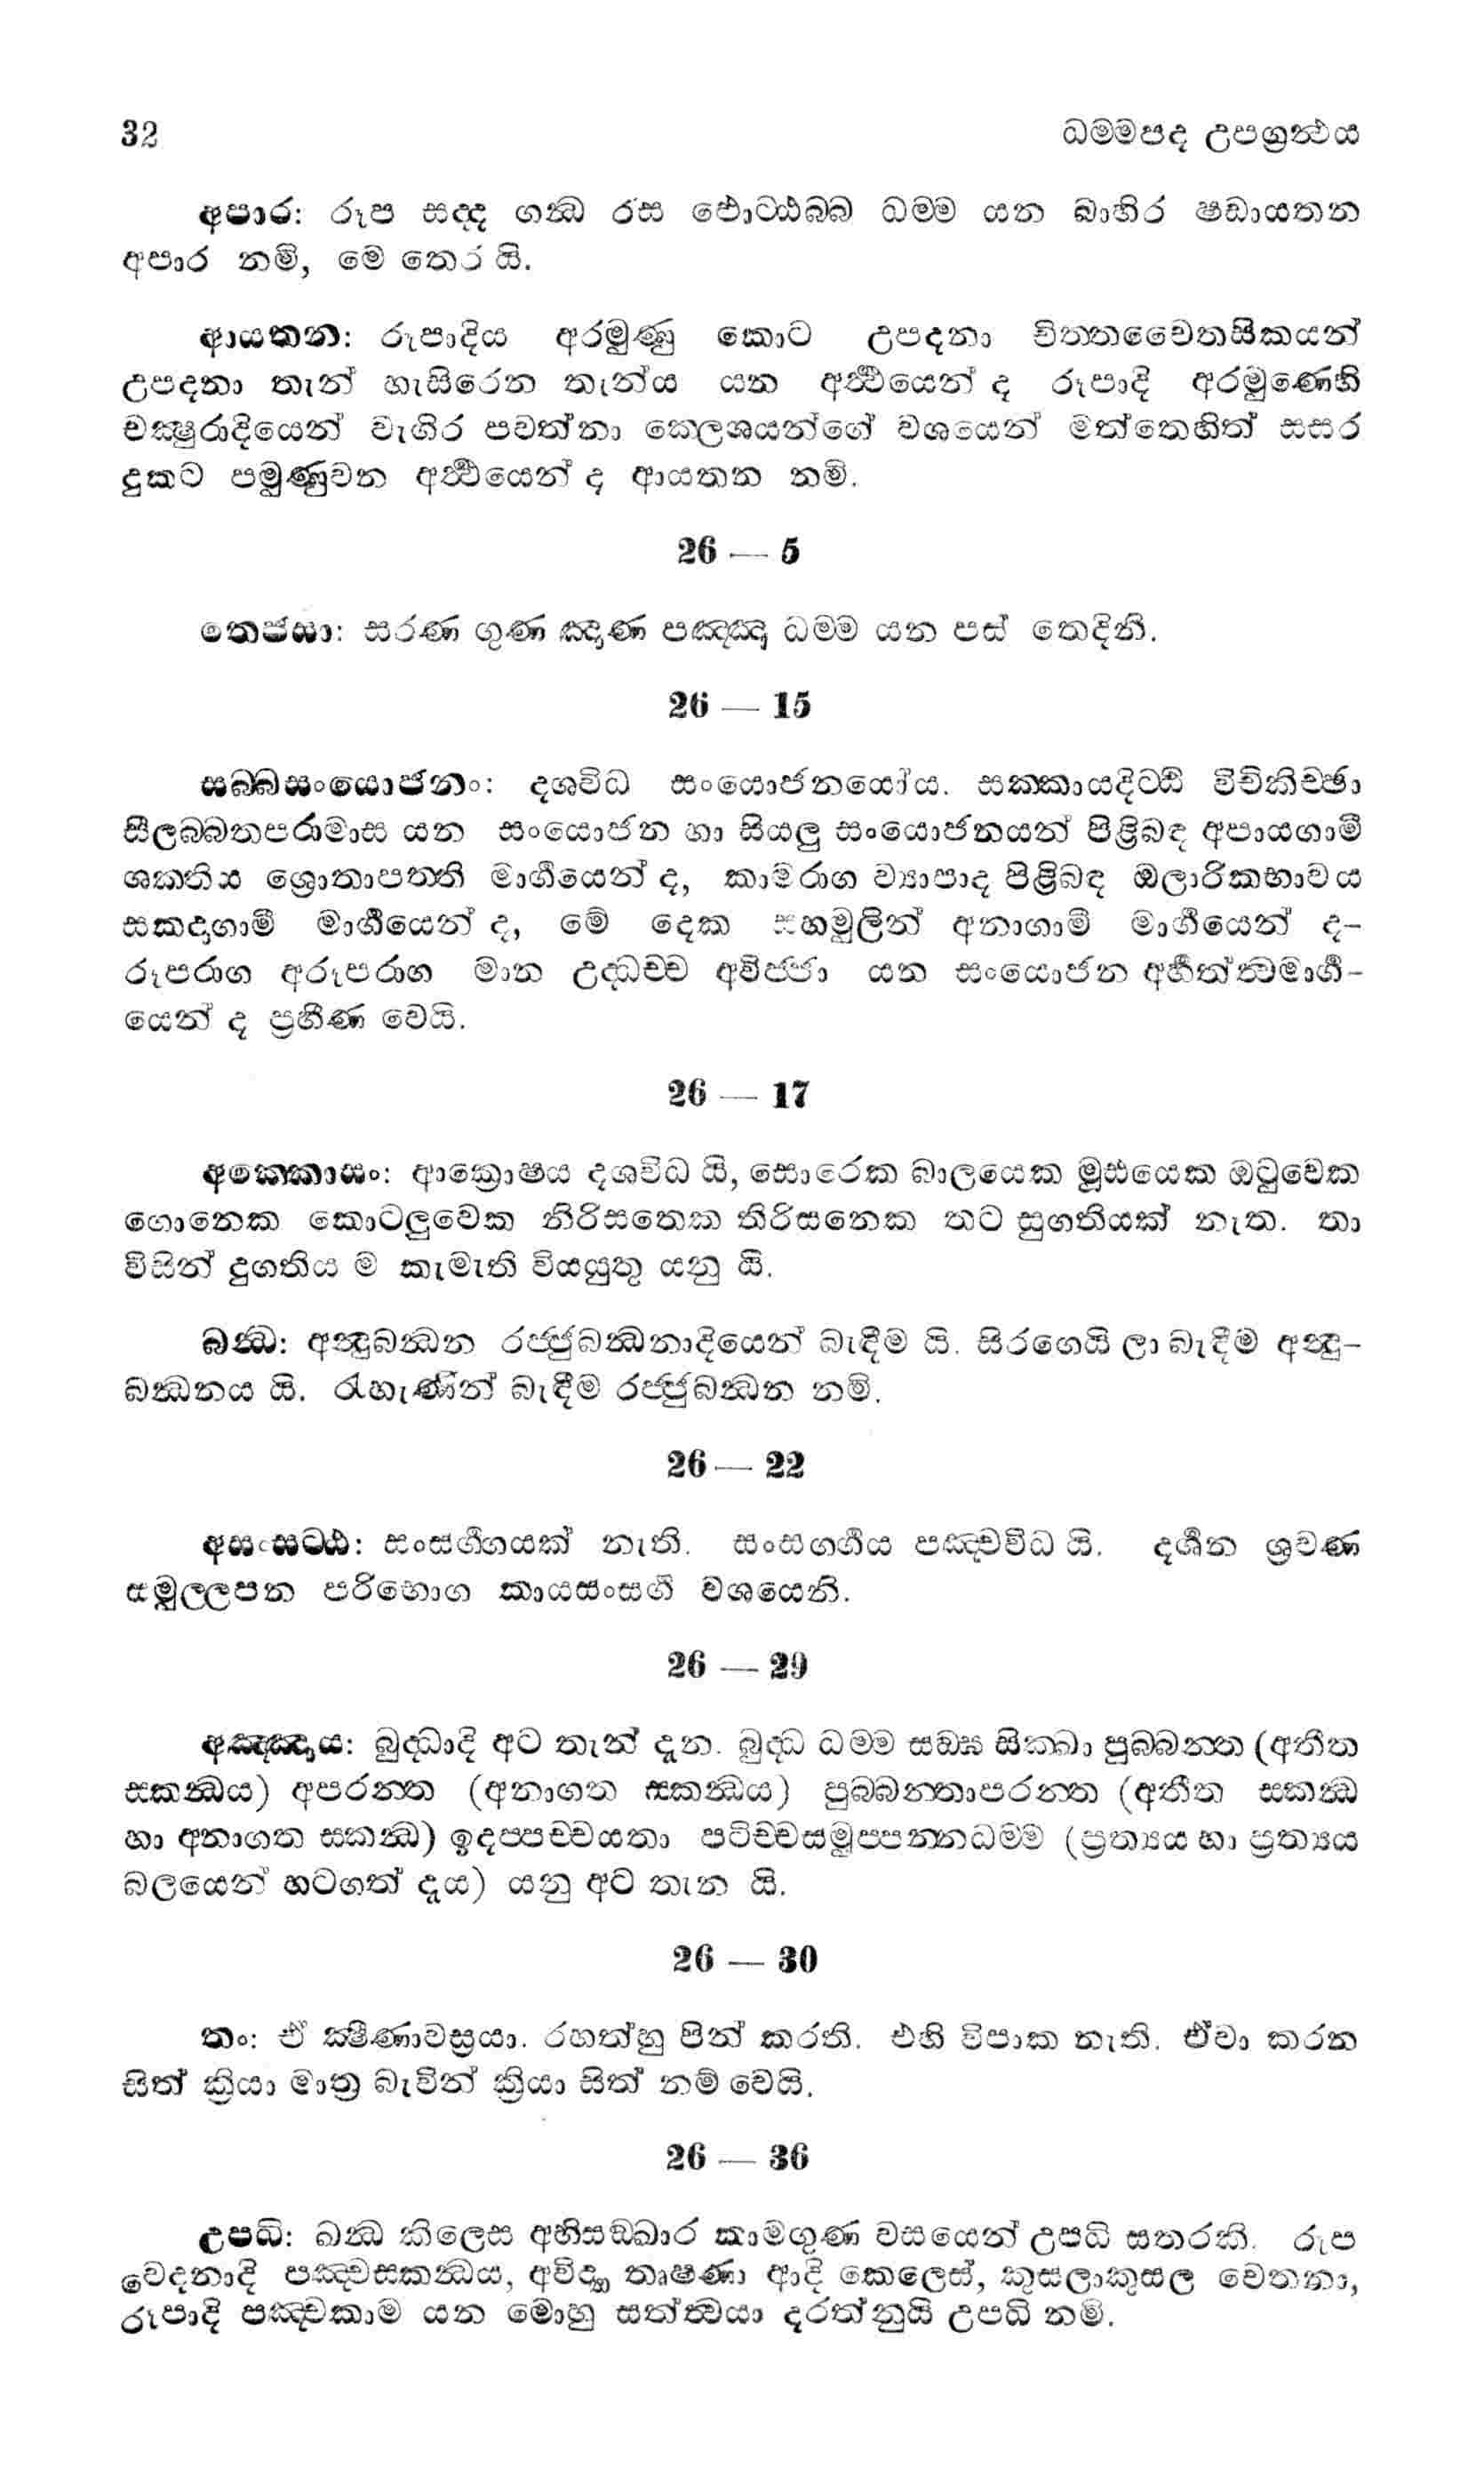 32 ධම්මපද උපග්‍රන්ථය
අපාර: රූප සද්ද ගන්ධ රස ඵොට්ඨබ්බ ධම්ම යන බාහිර ෂඩායතන
අපාර නමි, මෙ තෙර යි.
ආයතන: රූපාදිය අරමුණු කොට උපදනා චිත්තචෛතසිකයන්
උපදනා තැන් හැසිරෙන තැන්ය යන අර්ථයෙන් ද රූපාදි අරමුණෙහි
චක්‍ෂුරාදියෙන් වැගිර පවත්නා කෙලශයන්ගේ වශයෙන් මත්තෙහිත් සසර
දුකට පමුණුවන අර්ථයෙන් ද ආයතන නමි.
26 — 5
තෙජසා: සරණ ගුණ ඤාණ පඤ්ඤා ධම්ම යන පස් තෙදිනි.
26 — 15
සබ්බසංයොජනං: දශවිධ සංයොජනයෝය. සක්කායදිට්ඨි විචිකිච්ඡා
සීලබ්බතපරාමාස යන සංයොජන හා සියලු සංයොජනයන් පිළිබඳ අපායගාමී
ශක්තිය ශ්‍රොතාපත්ති මාර්ගයෙන් ද, කාමරාග ව්‍යාපාද පිළිබඳ ඔලාරිකභාවය
සකදාගාමී මාර්ගයෙන් ද, මේ දෙක සහමුලින් අනාගාමි මාර්ගයෙන් ද-
රූපරාග අරූපරාග මාන උද්ධච්ච අවිජ්ජා යන සංයොජන අර්හත්ත්‍වමාර්ග-
යෙන් ද ප්‍රහීණ වෙයි.
26 — 17
අක්කොසං: ආක්‍රොෂය දශවිධ යි, සොරෙක බාලයෙක මූඪයෙක ඔටුවෙක
ගොනෙක කොටලුවෙක නිරිසතෙක තිරිසනෙක තට සුගතියක් නැත. තා
විසින් දුගතිය ම කැමැති වියයුතු යනු යි.
බන්ධ: අන්දුබන්ධන රජ්ජුබන්ධනාදියෙන් බැඳීම යි. සිරගෙයි ලා බැඳීම අන්දු-
බන්ධනය යි. රැහැණින් බැඳීම රජ්ජුබන්ධන නම්.
26 — 22
අසංසට්ඨ: සංසර්ගයක් නැති. සංසර්ගය පඤ්චවිධ යි. දර්ශන ශ්‍රවණ
සමුල්ලපන පරිභොග කායසංසර්ග වශයෙනි.
26 — 29
අඤ්ඤාය: බුද්ධාදි අට තැන් දැන. බුද්ධ ධම්ම සඞ්ඝ සික්ඛා පුබ්බන්ත (අතීත
ස්කන්ධය) අපරන්ත (අනාගත ස්කන්ධය) පුබ්බන්තාපරන්ත (අතීත ස්කන්ධ
හා අනාගත ස්කන්ධ) ඉදප්පච්චයතා පටිච්චසමුප්පන්නධම්ම (ප්‍රත්‍යය හා ප්‍රත්‍යය
බලයෙන් හටගත් දැය) යනු අට තැන යි.
26 — 30
තං: ඒ ක්‍ෂීණාවස්‍රයා. රහත්හු පින් කරති. එහි විපාක නැති. ඒවා කරන
සිත් ක්‍රියා මාත්‍ර බැවින් ක්‍රියා සිත් නම් වෙයි.
26 — 36
උපධි: ඛන්ධ කිලෙස අභිසඞ්ඛාර කාමගුණ වසයෙන් උපධි සතරකි. රූප
වේදනාදි පඤ්චස්කන්ධය, අවිද්‍යා තෘෂණා ආදි කෙලෙස්, කුසලාකුසල චේතනා,
රූපාදි පඤ්චකාම යන මොහු සත්ත්‍වයා දරත්නුයි උපධි නම්.